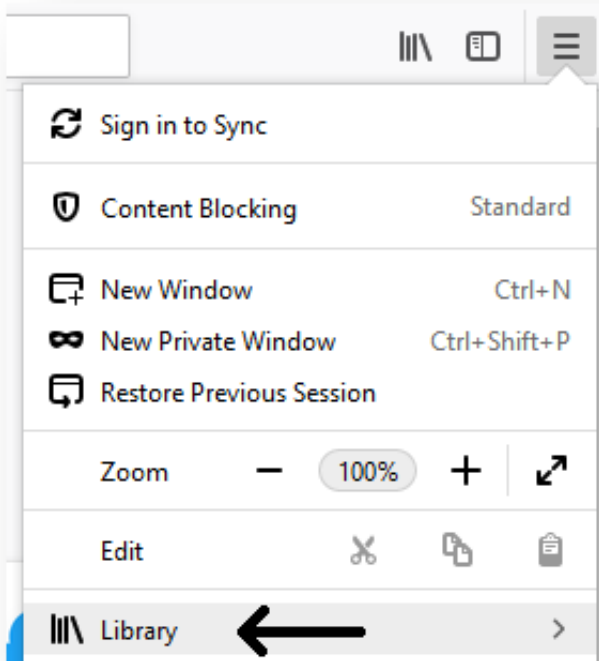 Sign in to Sync
Content Blocking Standard
New Window Ctrl+N
New Private Window Ctrl+Shift+P
Restore Previous Session
Zoom 100%
Edit
Library